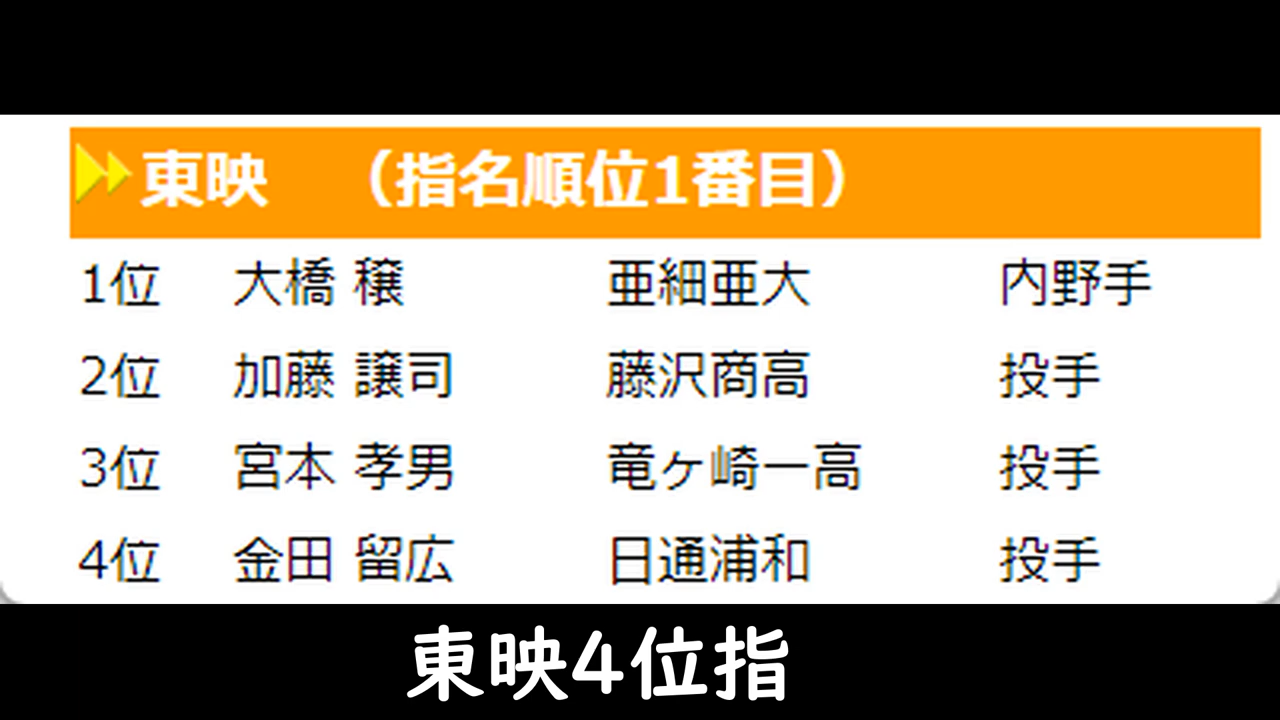 東映 （指名順位1番目）
1位 大橋 穣 亜細亜大 内野手
2位 加藤 譲司 藤沢商高 投手
3位 宮本 孝男 竜ヶ崎一高 投手
4位 金田 留広 日通浦和 投手
東映4位指